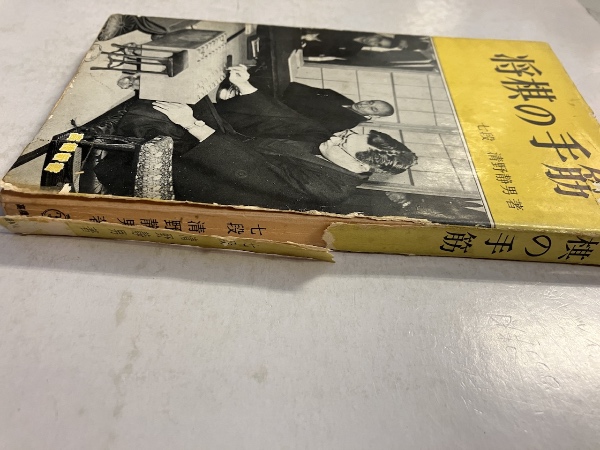 将棋の手筋
七段 清野静男 著
棋の手筋
七段 清野静男著